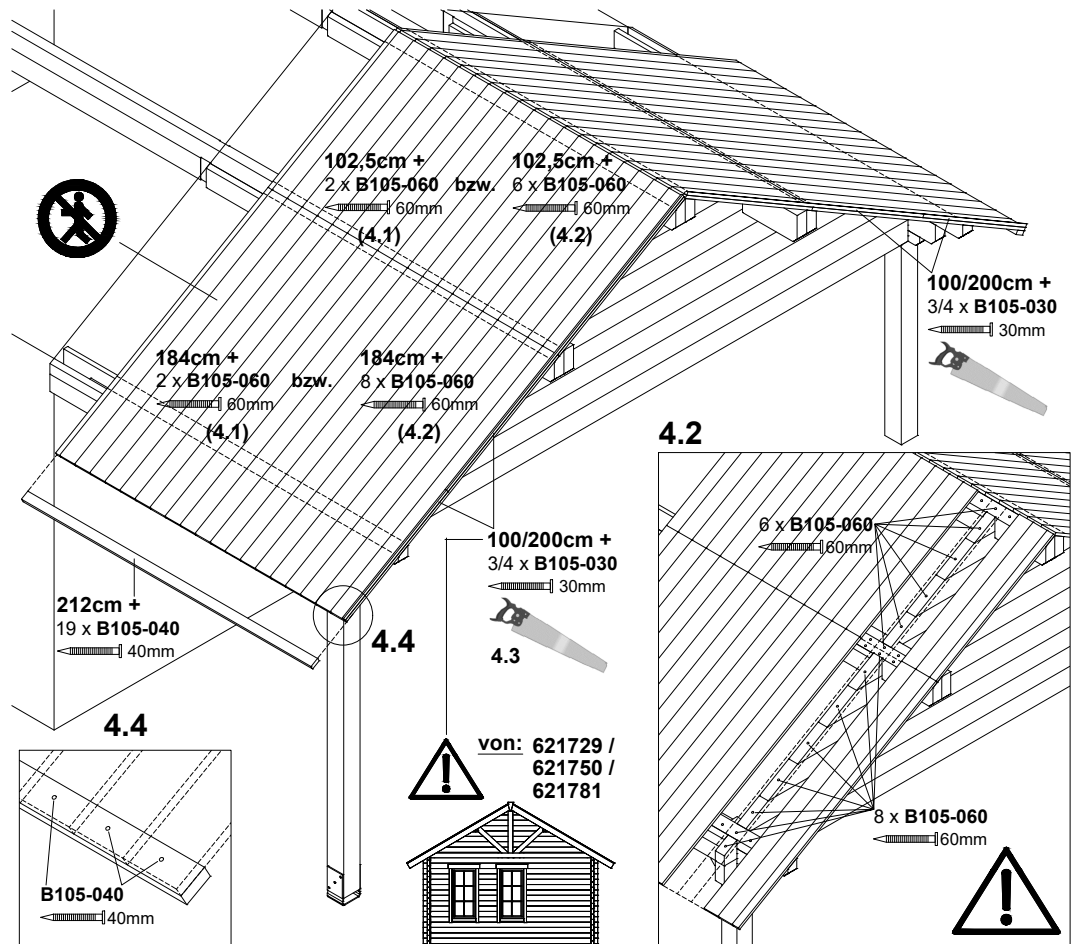 102,5cm +
2 x B105-060 bzw.
60mm
(4.1)
102,5cm +
6 x B105-060
60mm
(4.2)
100/200cm +
3/4 x B105-030
30mm
184cm +
2 x B105-060 bzw.
60mm
(4.1)
184cm +
8 x B105-060
60mm
(4.2)
4.2
6 x B105-060
60mm
8 x B105-060
60mm
100/200cm +
3/4 x B105-030
30mm
4.3
212cm +
19 x B105-040
40mm
4.4
4.4
B105-040
40mm
von: 621729 /
621750 /
621781